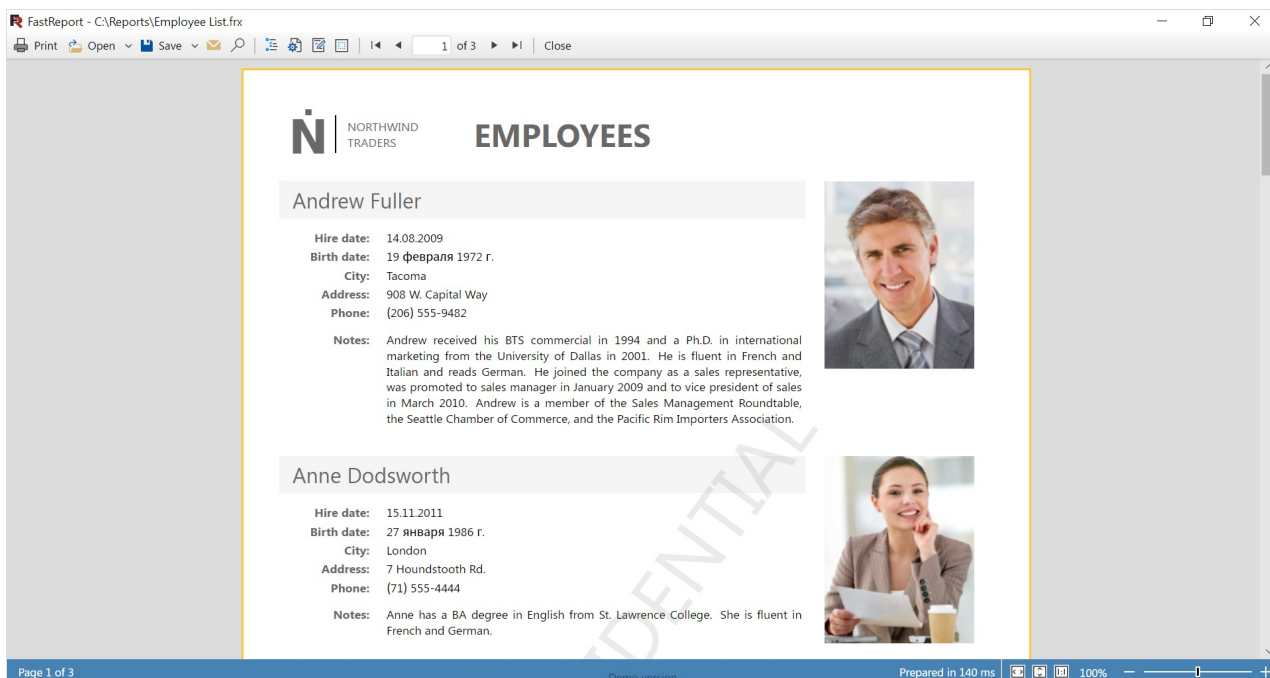 FastReport - C:\Reports\Employee List.frx
Print Open Save 1 of 3 Close
NORTHWIND
TRADERS
EMPLOYEES
Andrew Fuller
Hire date: 14.08.2009
Birth date: 19 февраля 1972 г.
City: Tacoma
Address: 908 W. Capital Way
Phone: (206) 555-9482
Notes: Andrew received his BTS commercial in 1994 and a Ph.D. in international
marketing from the University of Dallas in 2001. He is fluent in French and
Italian and reads German. He joined the company as a sales representative,
was promoted to sales manager in January 2009 and to vice president of sales
in March 2010. Andrew is a member of the Sales Management Roundtable,
the Seattle Chamber of Commerce, and the Pacific Rim Importers Association.
Anne Dodsworth
Hire date: 15.11.2011
Birth date: 27 января 1986 г.
City: London
Address: 7 Houndstooth Rd.
Phone: (71) 555-4444
Notes: Anne has a BA degree in English from St. Lawrence College. She is fluent in
French and German.
IDENTIAL
Page 1 of 3
Demo version
Prepared in 140 ms 1:1 100%